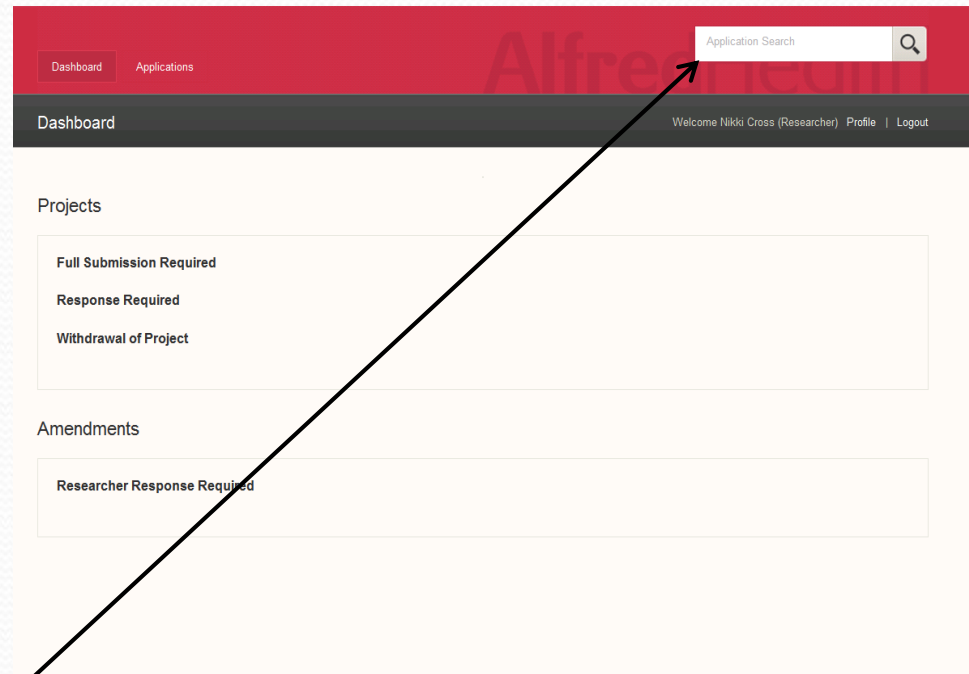 AlfredHealth
Application Search
Dashboard Applications
Dashboard
Welcome Nikki Cross (Researcher) Profile | Logout
Projects
Full Submission Required
Response Required
Withdrawal of Project
Amendments
Researcher Response Required